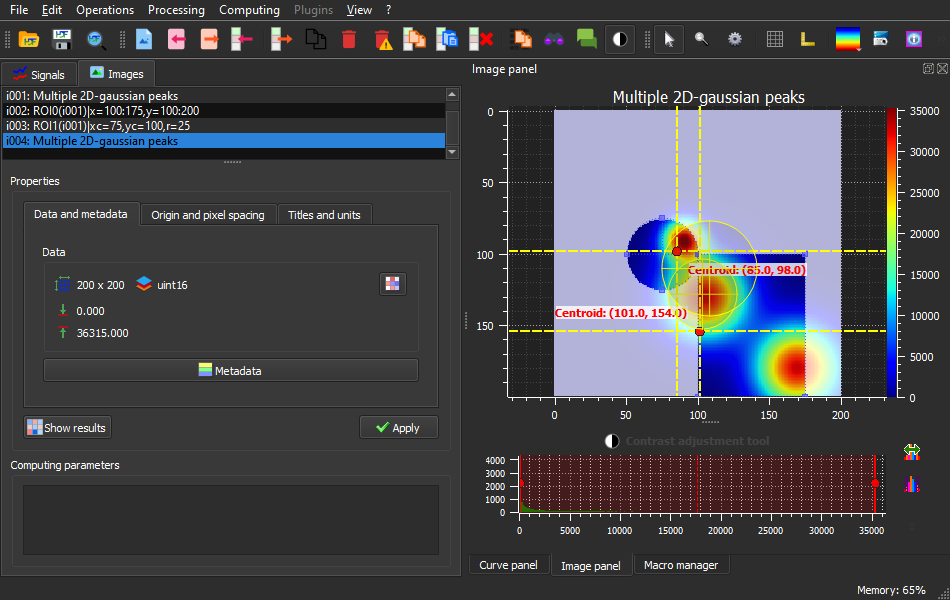 File Edit Operations Processing Computing Plugins View ?
Signals Images
i001: Multiple 2D-gaussian peaks
i002: ROI0(i001)|x=100:175,y=100:200
i003: ROI1(i001)|xc=75,yc=100,r=25
i004: Multiple 2D-gaussian peaks
Properties
Data and metadata Origin and pixel spacing Titles and units
Data
200 x 200 uint16
0.000
36315.000
Metadata
Show results Apply
Computing parameters
Image panel
Multiple 2D-gaussian peaks
0
50
100
150
Centroid: (85.0, 98.0)
Centroid: (101.0, 154.0)
0 50 100 150 200
35000
30000
25000
20000
15000
10000
5000
0
Contrast adjustment tool
4000
3000
2000
1000
0
0 5000 10000 15000 20000 25000 30000 35000
Curve panel Image panel Macro manager
Memory: 65%